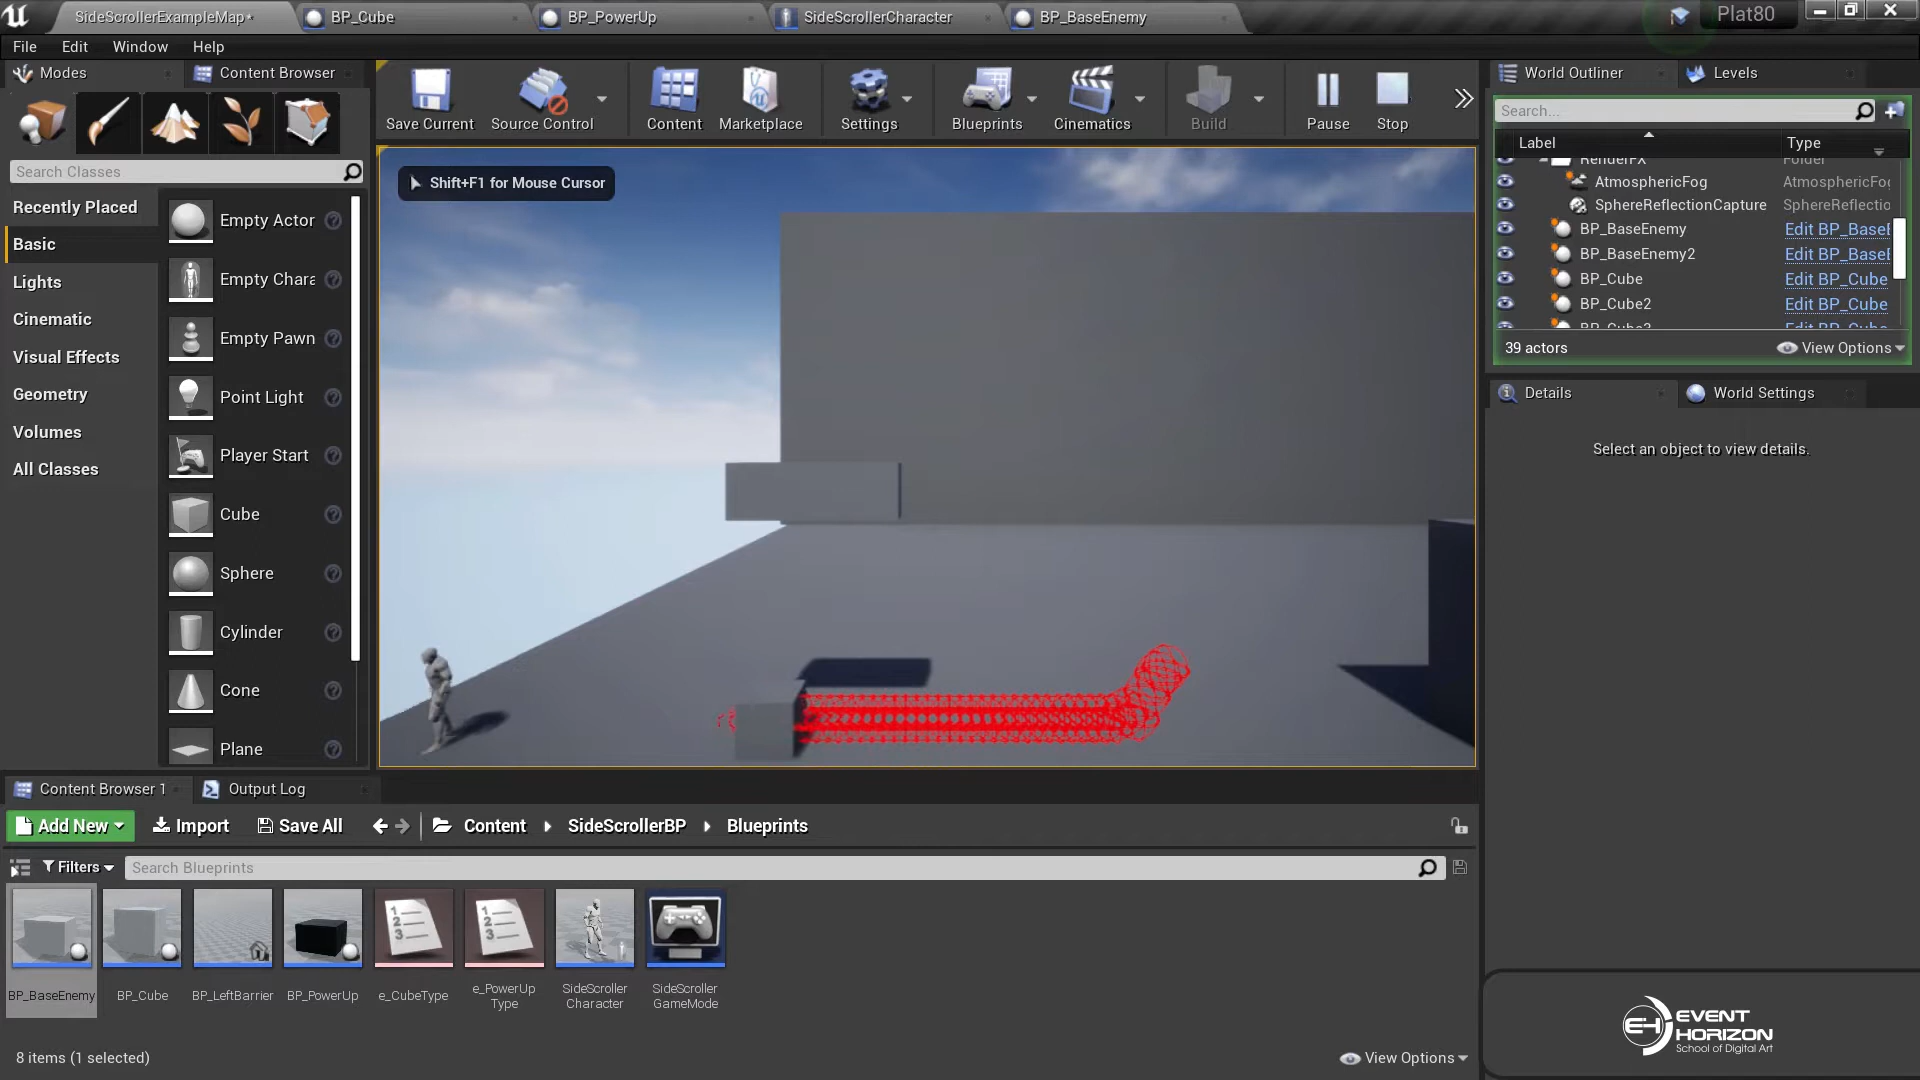 SideScrollerExampleMap*
BP_Cube
BP_PowerUp
SideScrollerCharacter
BP_BaseEnemy
Plat80
File Edit Window Help
Modes
Content Browser
Save Current
Source Control
Content
Marketplace
Settings
Blueprints
Cinematics
Build
Pause
Stop
World Outliner
Levels
Search...
Label
Type
Search Classes
Recently Placed
Basic
Lights
Cinematic
Visual Effects
Geometry
Volumes
All Classes
Empty Actor
Empty Chara
Empty Pawn
Point Light
Player Start
Cube
Sphere
Cylinder
Cone
Plane
Shift+F1 for Mouse Cursor
RenderFX Folder
AtmosphericFog AtmosphericFog
SphereReflectionCapture SphereReflectio
BP_BaseEnemy Edit BP_BaseE
BP_BaseEnemy2 Edit BP_BaseE
BP_Cube Edit BP_Cube
BP_Cube2 Edit BP_Cube
39 actors
View Options
Details
World Settings
Select an object to view details.
Content Browser 1
Output Log
Add New
Import
Save All
Content
SideScrollerBP
Blueprints
Filters
Search Blueprints
BP_BaseEnemy
BP_Cube
BP_LeftBarrier
BP_PowerUp
e_CubeType
e_PowerUp
Type
SideScroller
Character
SideScroller
GameMode
8 items (1 selected)
View Options
EVENT
HORIZON
School of Digital Art